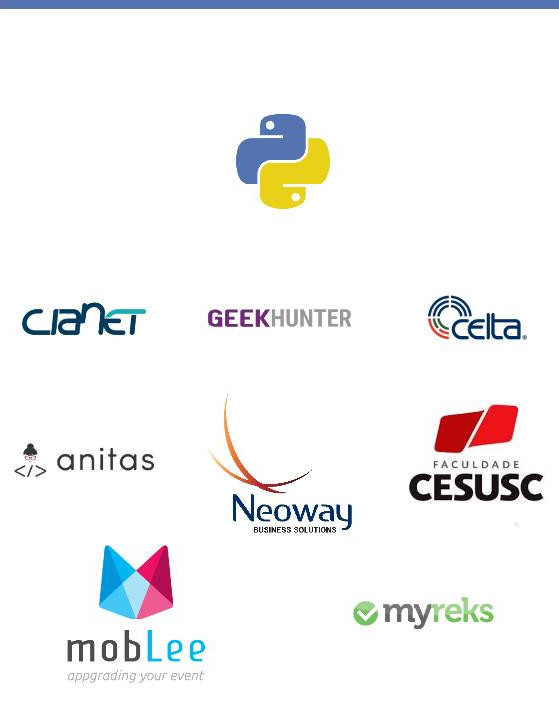 CIANET
GEEKHUNTER
celta®
</> anitas
Neoway
BUSINESS SOLUTIONS
FACULDADE
CESUSC
mobLee
appgrading your event
myreks